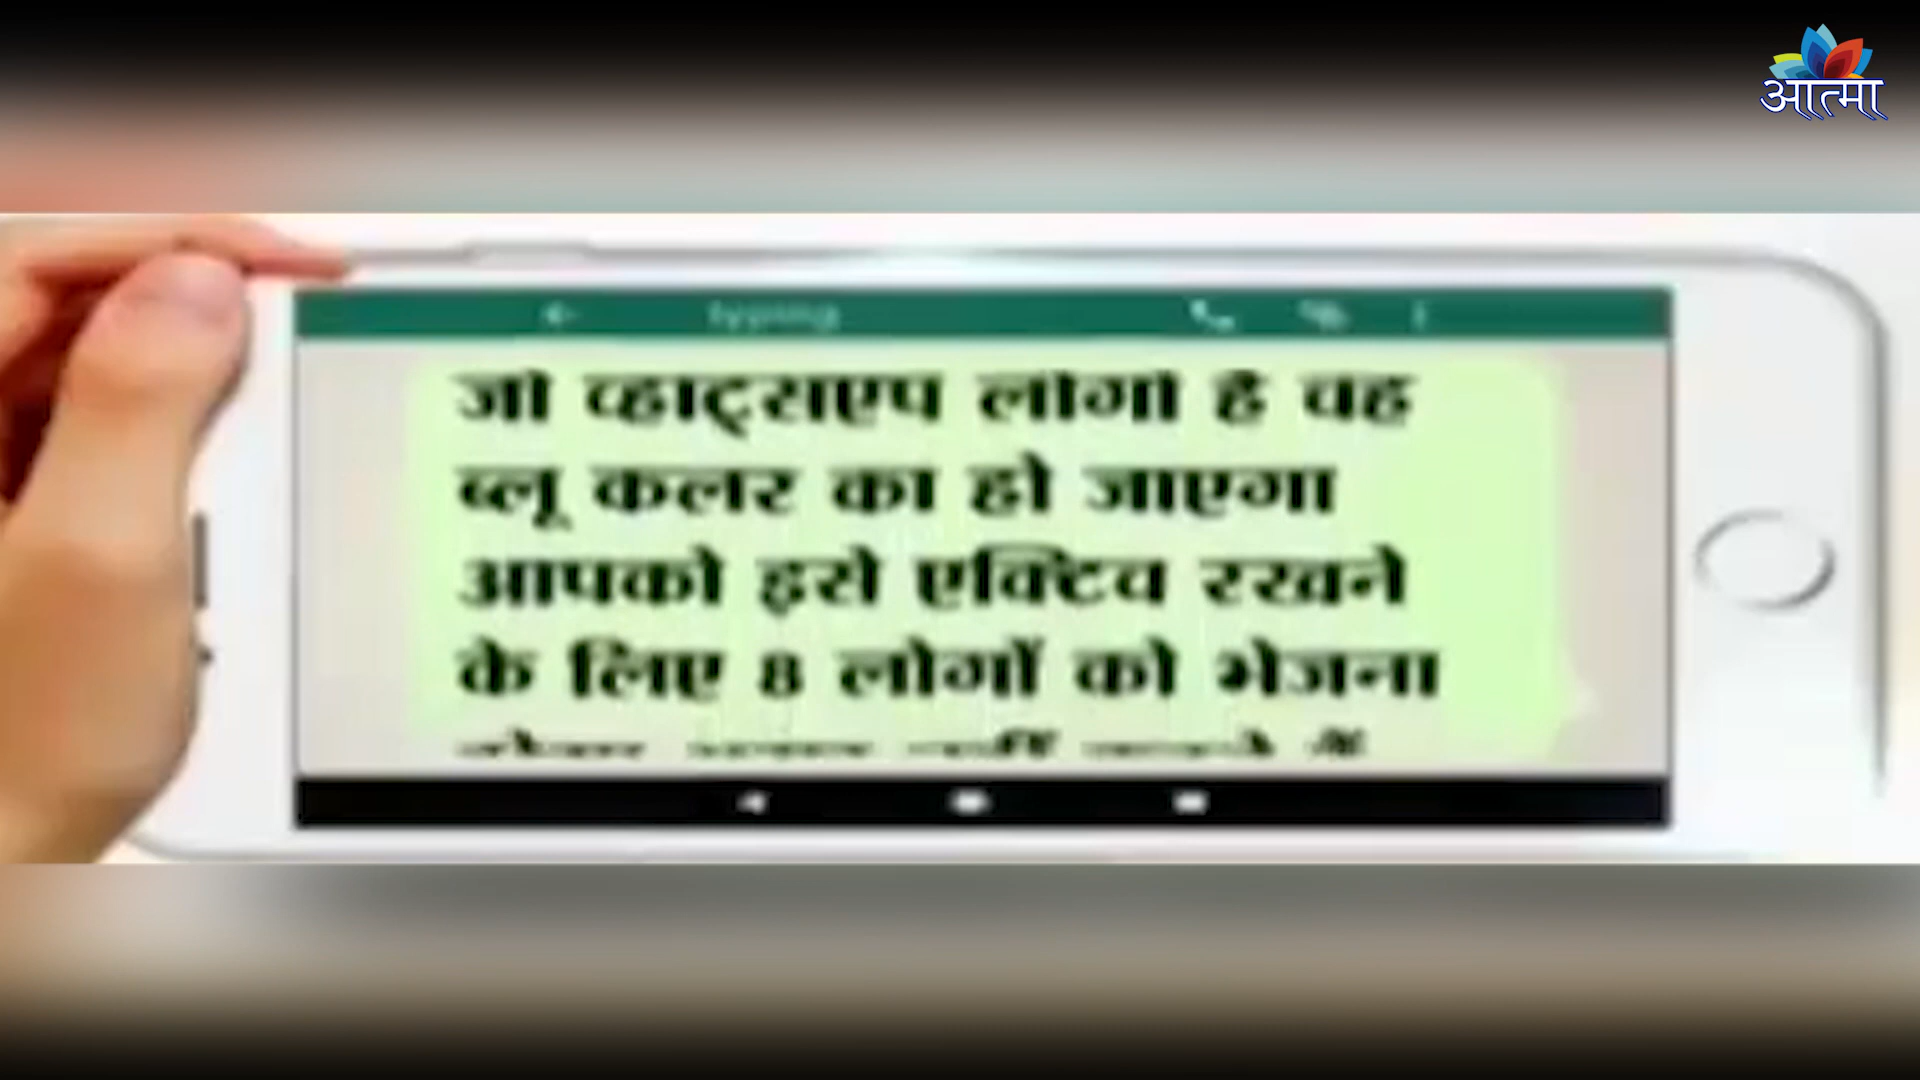 आत्मा
typing
जो व्हाट्सएप लोगो है वह
ब्लू कलर का हो जाएगा
आपको इसे एक्टिव रखने
के लिए 8 लोगों को भेजना